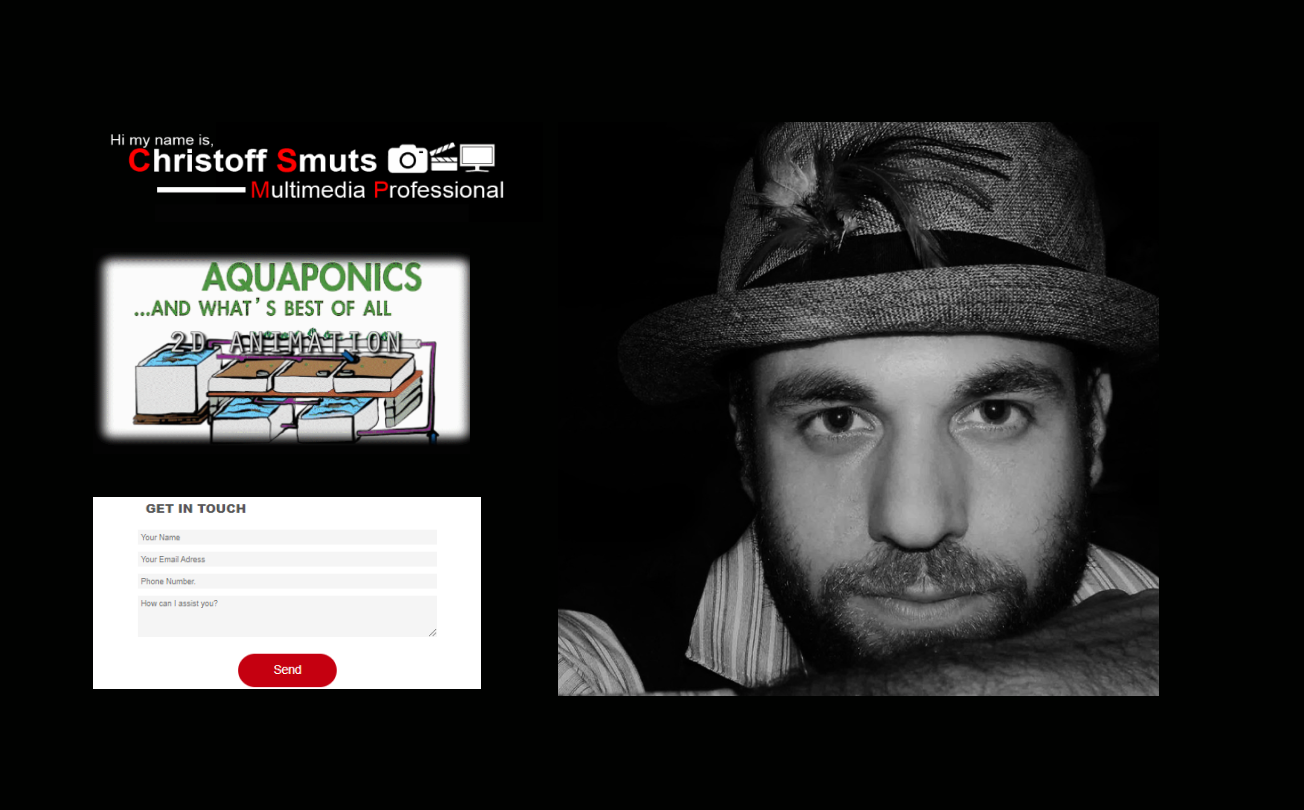 Hi my name is,
Christoff Smuts
Multimedia Professional
AQUAPONICS
...AND WHAT'S BEST OF ALL
2D ANIMATION
GET IN TOUCH
Your Name
Your Email Adress
Phone Number.
How can I assist you?
Send